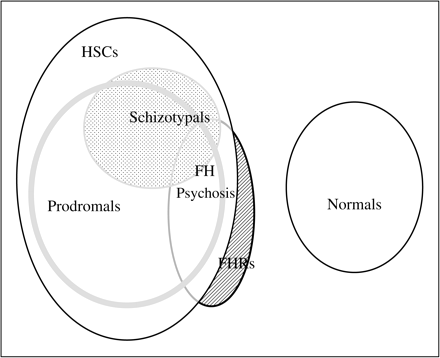 HSCs
Schizotypals
FH
Psychosis
Prodromals
Normals
FHRs